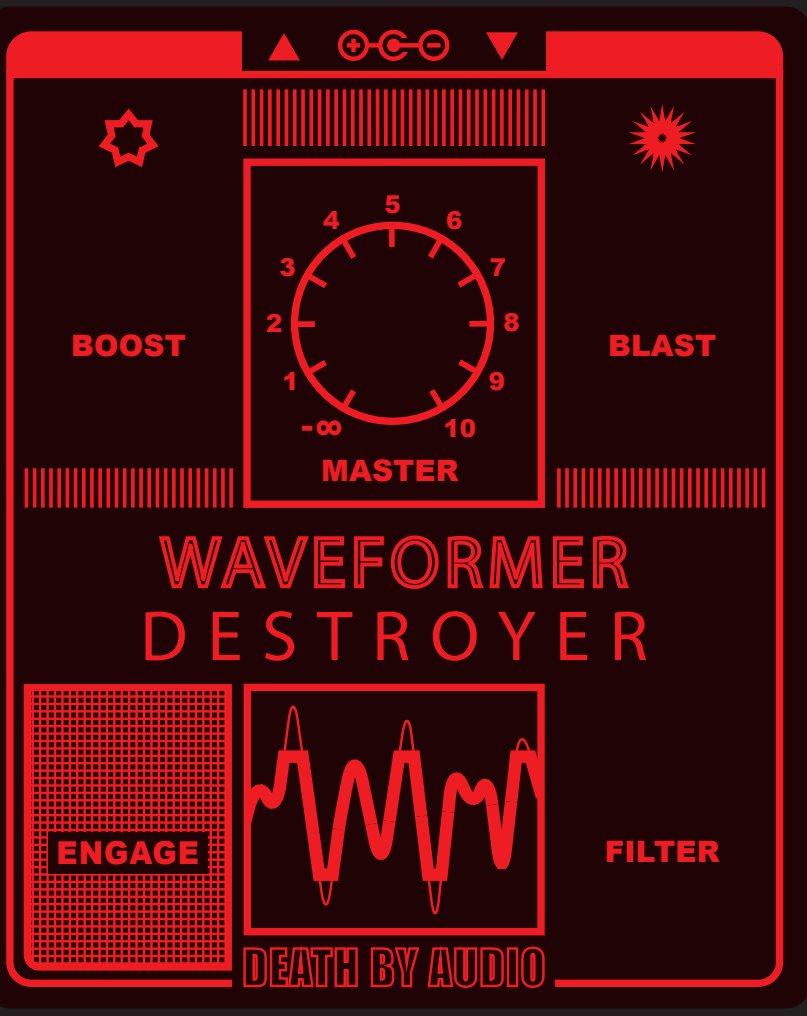 5
4 6
3 7
2 8
BOOST BLAST
1 9
-∞ 10
MASTER
WAVEFORMER
DESTROYER
ENGAGE FILTER
DEATH BY AUDIO